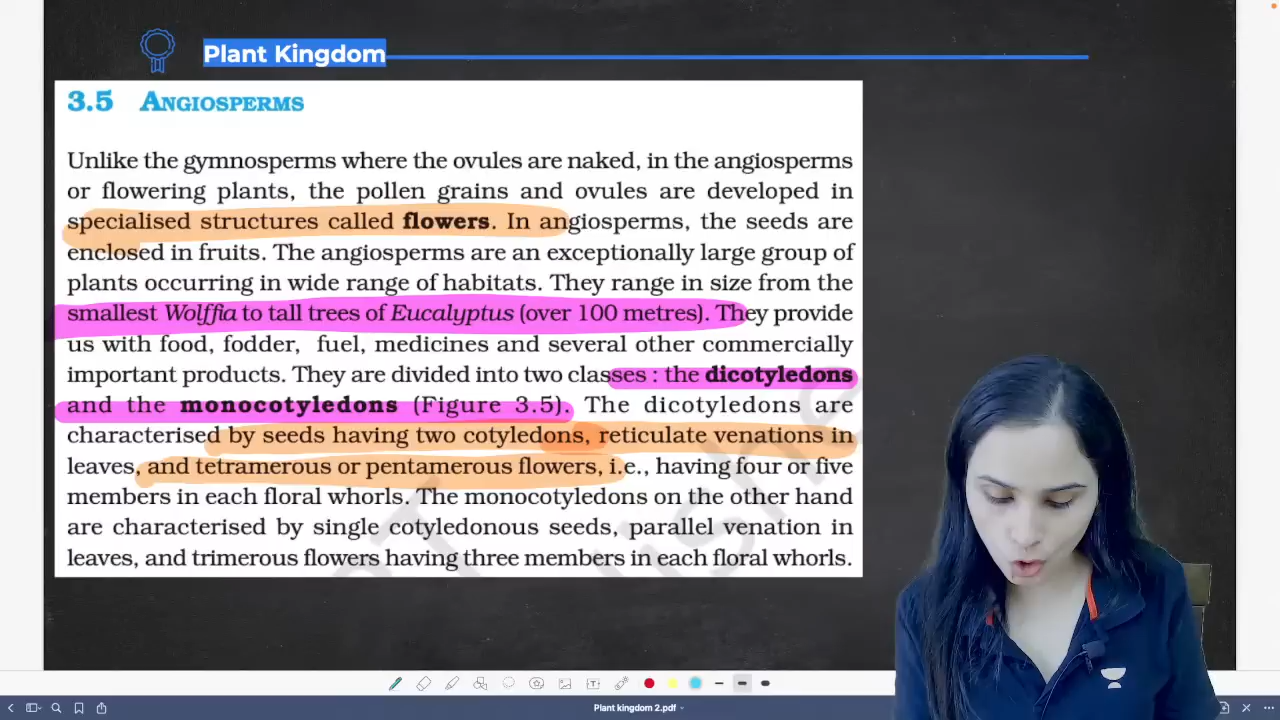 Plant Kingdom
3.5 ANGIOSPERMS
Unlike the gymnosperms where the ovules are naked, in the angiosperms
or flowering plants, the pollen grains and ovules are developed in
specialised structures called flowers. In angiosperms, the seeds are
enclosed in fruits. The angiosperms are an exceptionally large group of
plants occurring in wide range of habitats. They range in size from the
smallest Wolffia to tall trees of Eucalyptus (over 100 metres). They provide
us with food, fodder, fuel, medicines and several other commercially
important products. They are divided into two classes : the dicotyledons
and the monocotyledons (Figure 3.5). The dicotyledons are
characterised by seeds having two cotyledons, reticulate venations in
leaves, and tetramerous or pentamerous flowers, i.e., having four or five
members in each floral whorls. The monocotyledons on the other hand
are characterised by single cotyledonous seeds, parallel venation in
leaves, and trimerous flowers having three members in each floral whorls.
Plant kingdom 2.pdf